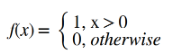 f(x) = { 1, x > 0
0, otherwise